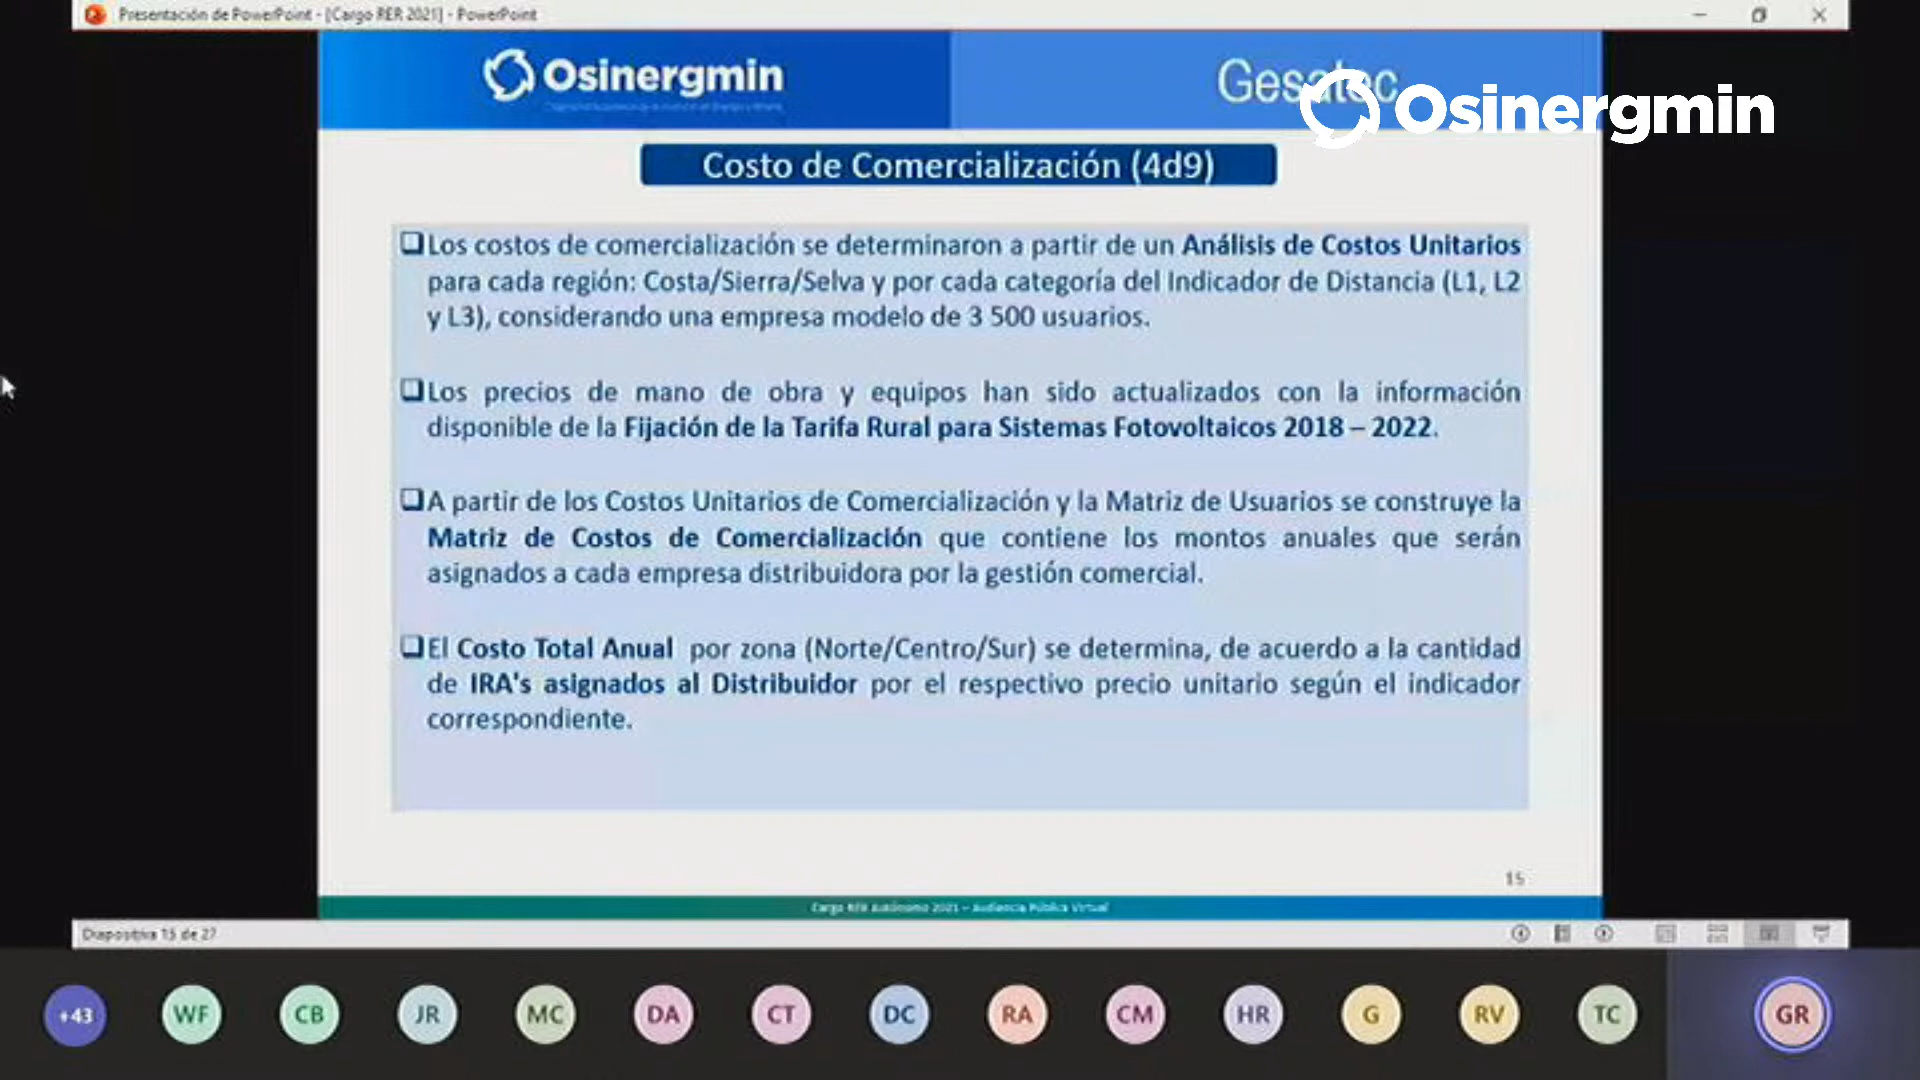 Presentación de PowerPoint - [Cargo RER 2021] - PowerPoint
Osinergmin
Gesatec
Osinergmin
Costo de Comercialización (4d9)
Los costos de comercialización se determinaron a partir de un Análisis de Costos Unitarios
para cada región: Costa/Sierra/Selva y por cada categoría del Indicador de Distancia (L1, L2
y L3), considerando una empresa modelo de 3 500 usuarios.
Los precios de mano de obra y equipos han sido actualizados con la información
disponible de la Fijación de la Tarifa Rural para Sistemas Fotovoltaicos 2018 – 2022.
A partir de los Costos Unitarios de Comercialización y la Matriz de Usuarios se construye la
Matriz de Costos de Comercialización que contiene los montos anuales que serán
asignados a cada empresa distribuidora por la gestión comercial.
El Costo Total Anual por zona (Norte/Centro/Sur) se determina, de acuerdo a la cantidad
de IRA's asignados al Distribuidor por el respectivo precio unitario según el indicador
correspondiente.
15
Cargo RER Autónomo 2021 – Audiencia Pública Virtual
Diapositiva 15 de 27
+43 WF CB JR MC DA CT DC RA CM HR G RV TC GR